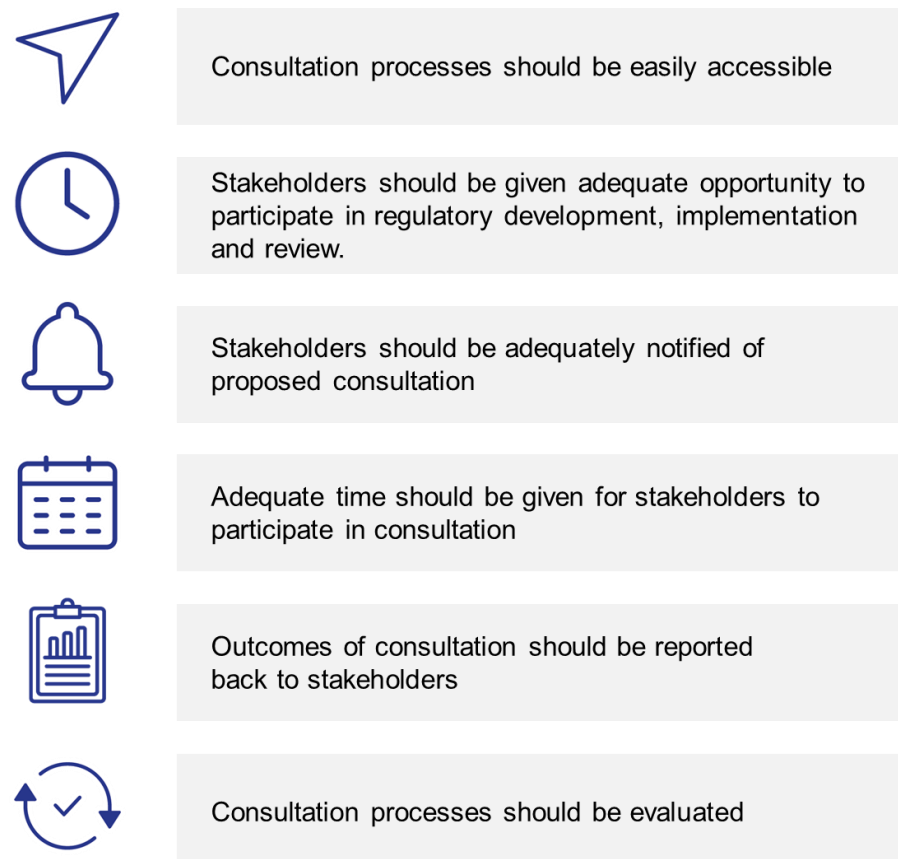 Consultation processes should be easily accessible
Stakeholders should be given adequate opportunity to
participate in regulatory development, implementation
and review.
Stakeholders should be adequately notified of
proposed consultation
Adequate time should be given for stakeholders to
participate in consultation
Outcomes of consultation should be reported
back to stakeholders
Consultation processes should be evaluated